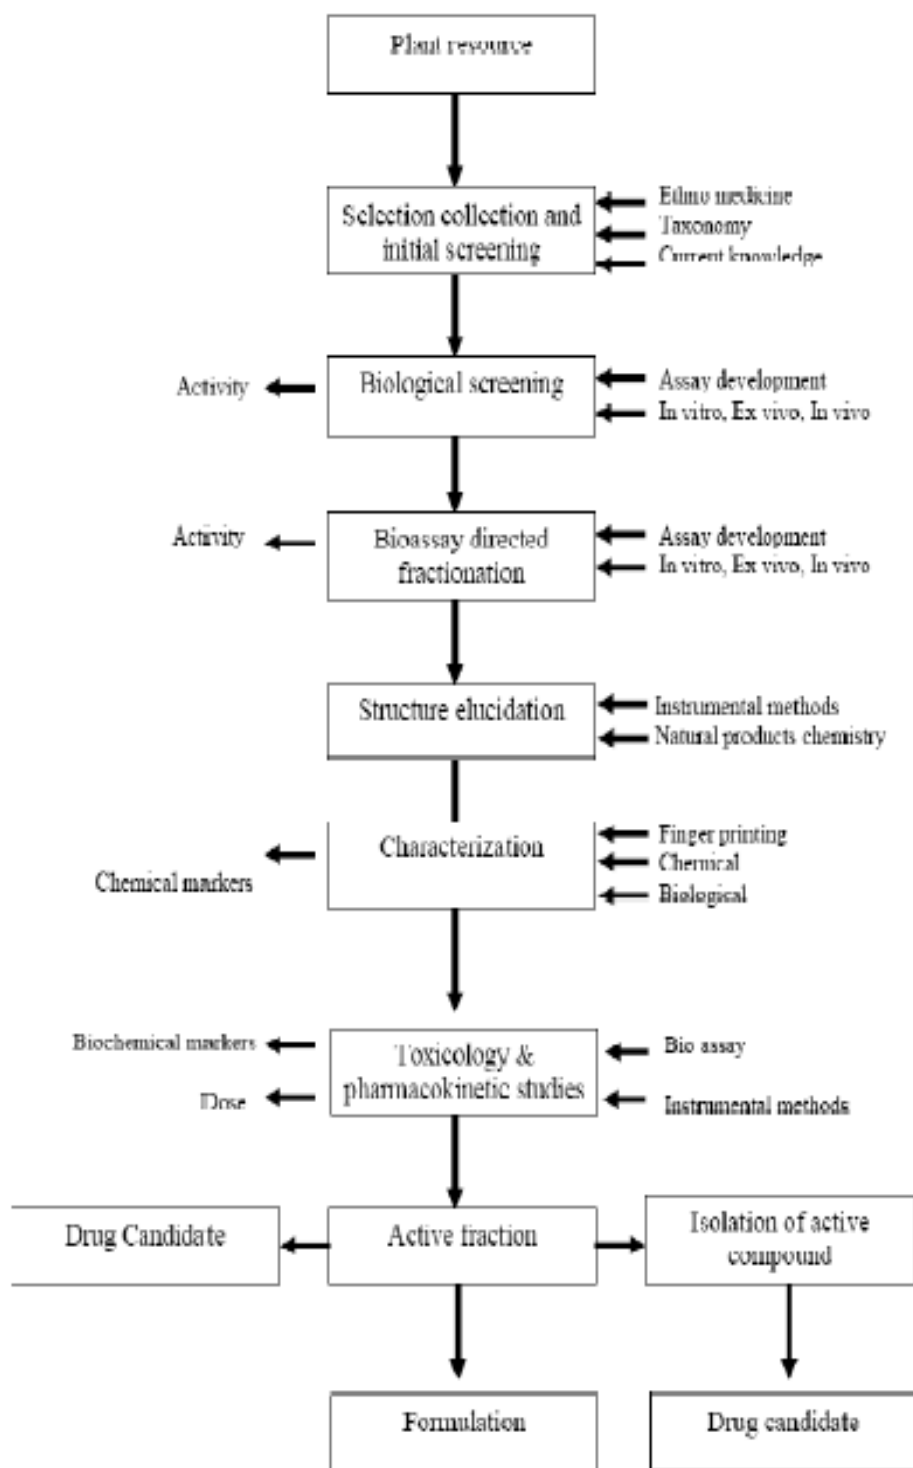 Plant resource
Selection collection and
initial screening
Ethno medicine
Taxonomy
Current knowledge
Activity
Biological screening
Assay development
In vitro, Ex vivo, In vivo
Activity
Bioassay directed
fractionation
Assay development
In vitro, Ex vivo, In vivo
Structure elucidation
Instrumental methods
Natural products chemistry
Characterization
Chemical markers
Finger printing
Chemical
Biological
Biochemical markers
Dose
Toxicology &
pharmacokinetic studies
Bio assay
Instrumental methods
Drug Candidate
Active fraction
Isolation of active
compound
Formulation
Drug candidate